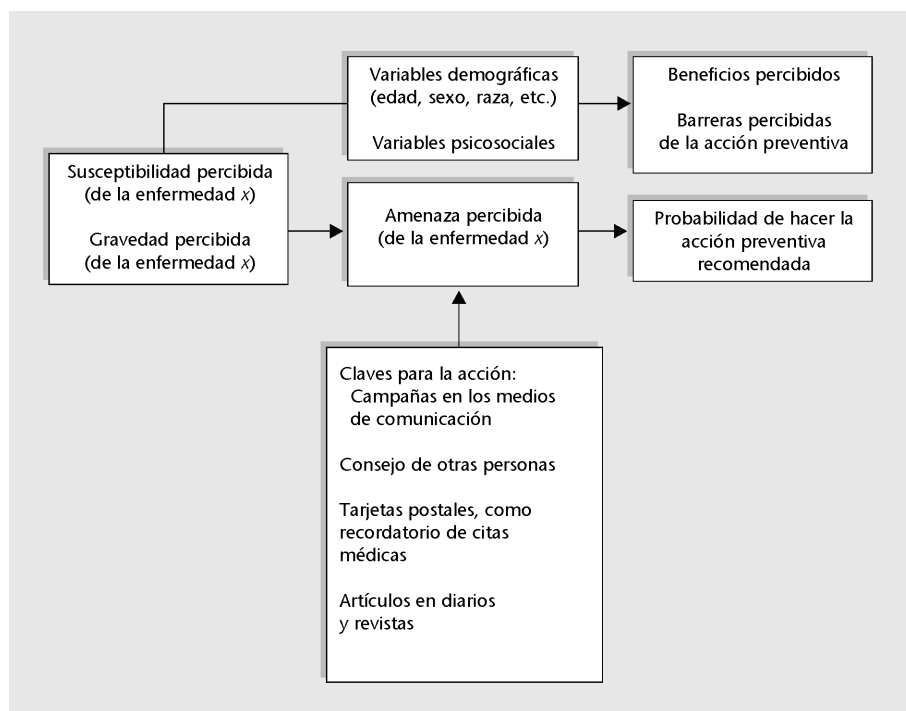 Variables demográficas
(edad, sexo, raza, etc.)
Variables psicosociales
Beneficios percibidos
Barreras percibidas
de la acción preventiva
Susceptibilidad percibida
(de la enfermedad x)
Gravedad percibida
(de la enfermedad x)
Amenaza percibida
(de la enfermedad x)
Probabilidad de hacer la
acción preventiva
recomendada
Claves para la acción:
Campañas en los medios
de comunicación
Consejo de otras personas
Tarjetas postales, como
recordatorio de citas
médicas
Artículos en diarios
y revistas